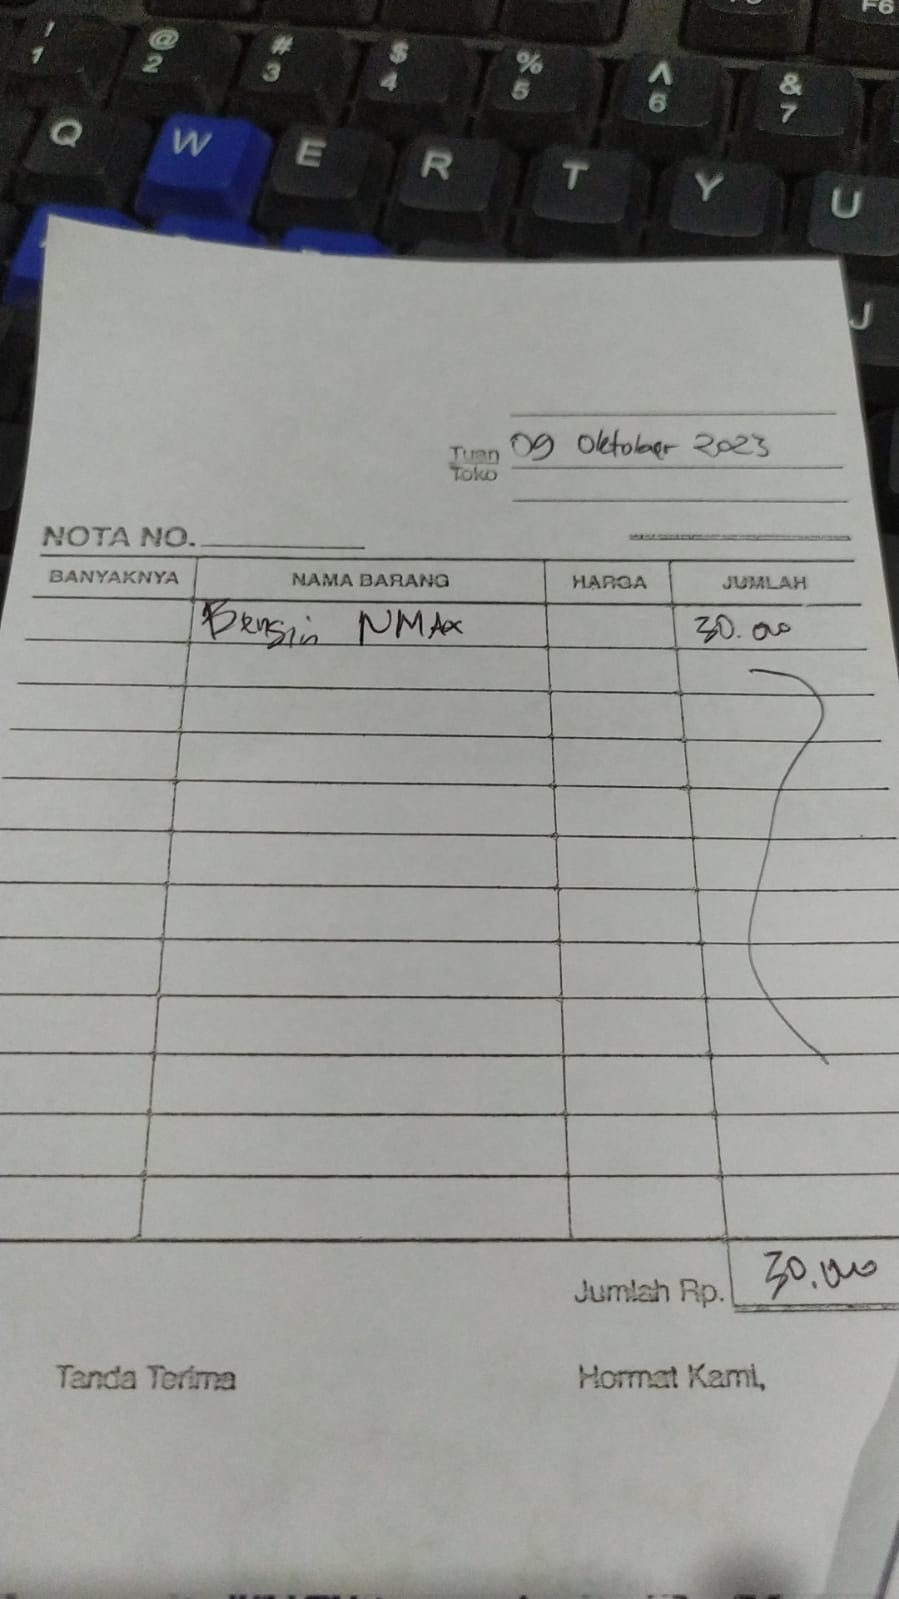 ! @ # $ % ^ & F6
1 2 3 4 5 6 7
Q W E R T Y U
J
Tuan 09 Oktober 2023
Toko
NOTA NO.
BANYAKNYA NAMA BARANG HARGA JUMLAH
Bensin NMAX 30.000
Jumlah Rp. 30.000
Tanda Terima Hormat Kami,